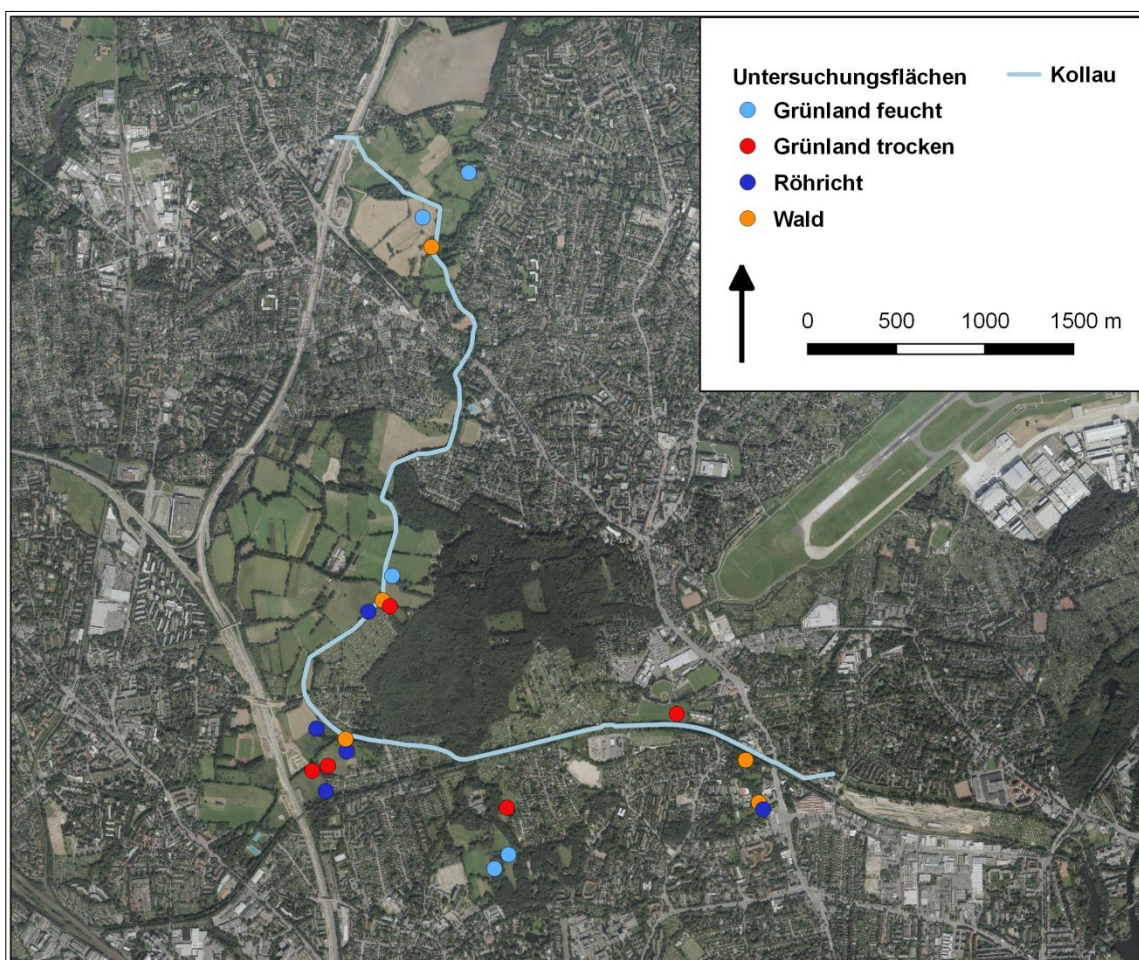 Untersuchungsflächen
Kollau
Grünland feucht
Grünland trocken
Röhricht
Wald
0 500 1000 1500 m